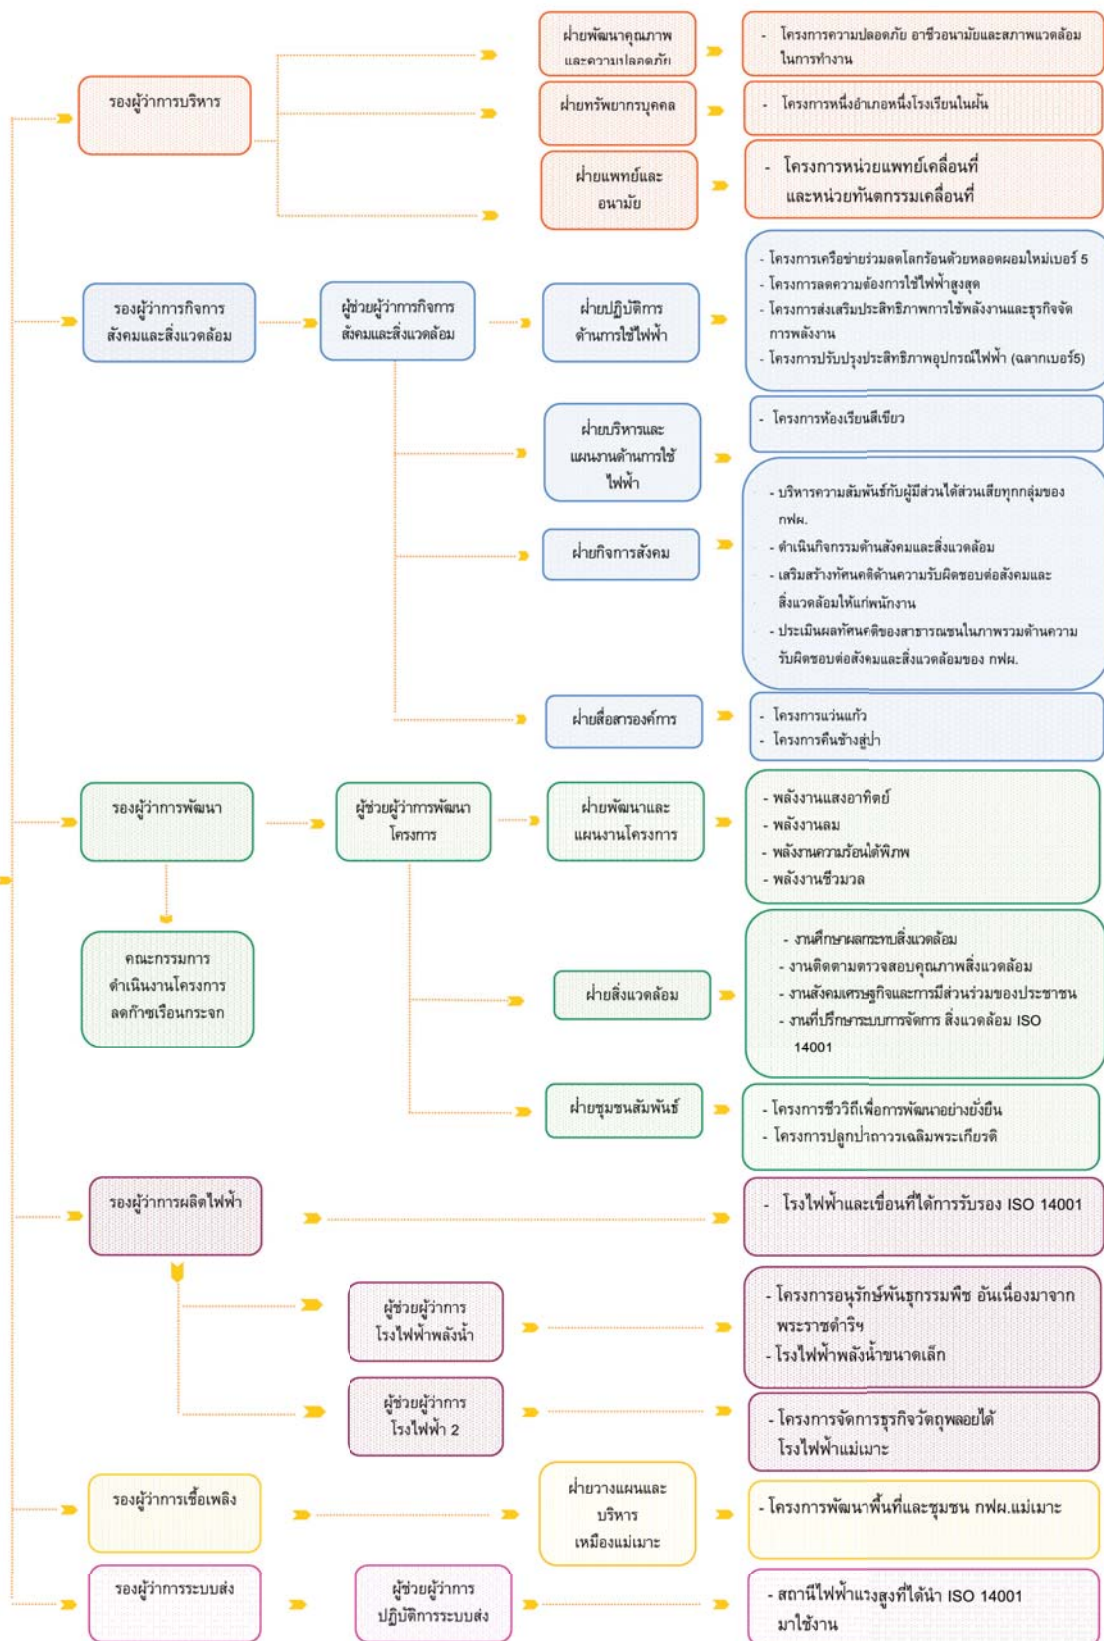 รองผู้ว่าการบริหาร
ฝ่ายพัฒนาคุณภาพ
และความปลอดภัย
- โครงการความปลอดภัย อาชีวอนามัยและสภาพแวดล้อม
ในการทำงาน
ฝ่ายทรัพยากรบุคคล
- โครงการหนึ่งอำเภอหนึ่งโรงเรียนในฝัน
ฝ่ายแพทย์และ
อนามัย
- โครงการหน่วยแพทย์เคลื่อนที่
และหน่วยทันตกรรมเคลื่อนที่
รองผู้ว่าการกิจการ
สังคมและสิ่งแวดล้อม
ผู้ช่วยผู้ว่าการกิจการ
สังคมและสิ่งแวดล้อม
ฝ่ายปฏิบัติการ
ด้านการใช้ไฟฟ้า
- โครงการเครือข่ายร่วมลดโลกร้อนด้วยหลอดผอมใหม่เบอร์ 5
- โครงการลดความต้องการใช้ไฟฟ้าสูงสุด
- โครงการส่งเสริมประสิทธิภาพการใช้พลังงานและธุรกิจจัด
การพลังงาน
- โครงการปรับปรุงประสิทธิภาพอุปกรณ์ไฟฟ้า (ฉลากเบอร์5)
ฝ่ายบริหารและ
แผนงานด้านการใช้
ไฟฟ้า
- โครงการห้องเรียนสีเขียว
ฝ่ายกิจการสังคม
- บริหารความสัมพันธ์กับผู้มีส่วนได้ส่วนเสียทุกกลุ่มของ
กฟผ.
- ดำเนินกิจกรรมด้านสังคมและสิ่งแวดล้อม
- เสริมสร้างทัศนคติด้านความรับผิดชอบต่อสังคมและ
สิ่งแวดล้อมให้แก่พนักงาน
- ประเมินผลทัศนคติของสาธารณชนในภาพรวมด้านความ
รับผิดชอบต่อสังคมและสิ่งแวดล้อมของ กฟผ.
ฝ่ายสื่อสารองค์การ
- โครงการแว่นแก้ว
- โครงการคืนช้างสู่ป่า
รองผู้ว่าการพัฒนา
ผู้ช่วยผู้ว่าการพัฒนา
โครงการ
ฝ่ายพัฒนาและ
แผนงานโครงการ
- พลังงานแสงอาทิตย์
- พลังงานลม
- พลังงานความร้อนใต้พิภพ
- พลังงานชีวมวล
คณะกรรมการ
ดำเนินงานโครงการ
ลดก๊าซเรือนกระจก
ฝ่ายสิ่งแวดล้อม
- งานศึกษาผลกระทบสิ่งแวดล้อม
- งานติดตามตรวจสอบคุณภาพสิ่งแวดล้อม
- งานสังคมเศรษฐกิจและการมีส่วนร่วมของประชาชน
- งานที่ปรึกษาระบบการจัดการ สิ่งแวดล้อม ISO
14001
ฝ่ายชุมชนสัมพันธ์
- โครงการชีววิถีเพื่อการพัฒนาอย่างยั่งยืน
- โครงการปลูกป่าถาวรเฉลิมพระเกียรติ
รองผู้ว่าการผลิตไฟฟ้า
- โรงไฟฟ้าและเขื่อนที่ได้การรับรอง ISO 14001
ผู้ช่วยผู้ว่าการ
โรงไฟฟ้าพลังน้ำ
- โครงการอนุรักษ์พันธุกรรมพืช อันเนื่องมาจาก
พระราชดำริฯ
- โรงไฟฟ้าพลังน้ำขนาดเล็ก
ผู้ช่วยผู้ว่าการ
โรงไฟฟ้า 2
- โครงการจัดการธุรกิจวัตถุพลอยได้
โรงไฟฟ้าแม่เมาะ
รองผู้ว่าการเชื้อเพลิง
ฝ่ายวางแผนและ
บริหาร
เหมืองแม่เมาะ
- โครงการพัฒนาพื้นที่และชุมชน กฟผ.แม่เมาะ
รองผู้ว่าการระบบส่ง
ผู้ช่วยผู้ว่าการ
ปฏิบัติการระบบส่ง
- สถานีไฟฟ้าแรงสูงที่ได้นำ ISO 14001
มาใช้งาน